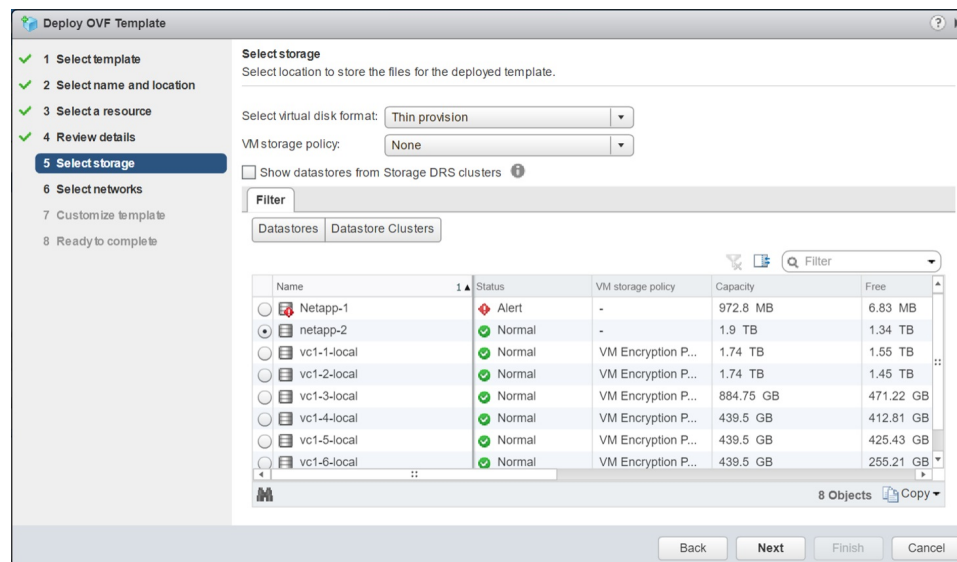 Deploy OVF Template
?
1 Select template
2 Select name and location
3 Select a resource
4 Review details
5 Select storage
6 Select networks
7 Customize template
8 Ready to complete
Select storage
Select location to store the files for the deployed template.
Select virtual disk format: Thin provision
VM storage policy: None
Show datastores from Storage DRS clusters
Filter
Datastores Datastore Clusters
Filter
Name 1 Status VM storage policy Capacity Free
Netapp-1 Alert - 972.8 MB 6.83 MB
netapp-2 Normal - 1.9 TB 1.34 TB
vc1-1-local Normal VM Encryption P... 1.74 TB 1.55 TB
vc1-2-local Normal VM Encryption P... 1.74 TB 1.45 TB
vc1-3-local Normal VM Encryption P... 884.75 GB 471.22 GB
vc1-4-local Normal VM Encryption P... 439.5 GB 412.81 GB
vc1-5-local Normal VM Encryption P... 439.5 GB 425.43 GB
vc1-6-local Normal VM Encryption P... 439.5 GB 255.21 GB
8 Objects Copy
Back Next Finish Cancel